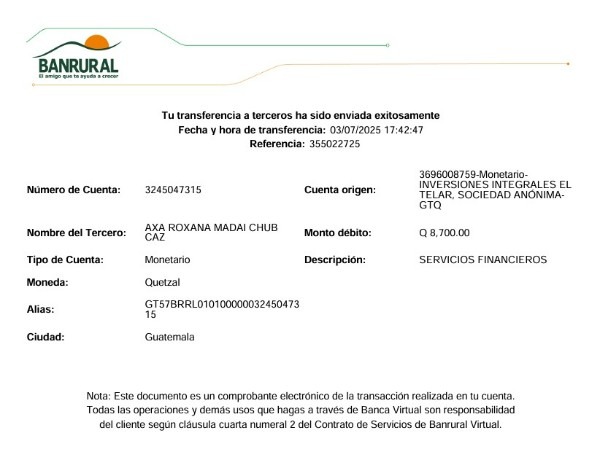 BANRURAL
El amigo que te ayuda a crecer
Tu transferencia a terceros ha sido enviada exitosamente
Fecha y hora de transferencia: 03/07/2025 17:42:47
Referencia: 355022725
Número de Cuenta: 3245047315
Cuenta origen: 3696008759-Monetario-
INVERSIONES INTEGRALES EL
TELAR, SOCIEDAD ANÓNIMA-
GTQ
Nombre del Tercero: AXA ROXANA MADAI CHUB
CAZ
Monto débito: Q 8,700.00
Tipo de Cuenta: Monetario
Descripción: SERVICIOS FINANCIEROS
Moneda: Quetzal
Alias: GT57BRRL010100000032450473
15
Ciudad: Guatemala
Nota: Este documento es un comprobante electrónico de la transacción realizada en tu cuenta.
Todas las operaciones y demás usos que hagas a través de Banca Virtual son responsabilidad
del cliente según cláusula cuarta numeral 2 del Contrato de Servicios de Banrural Virtual.